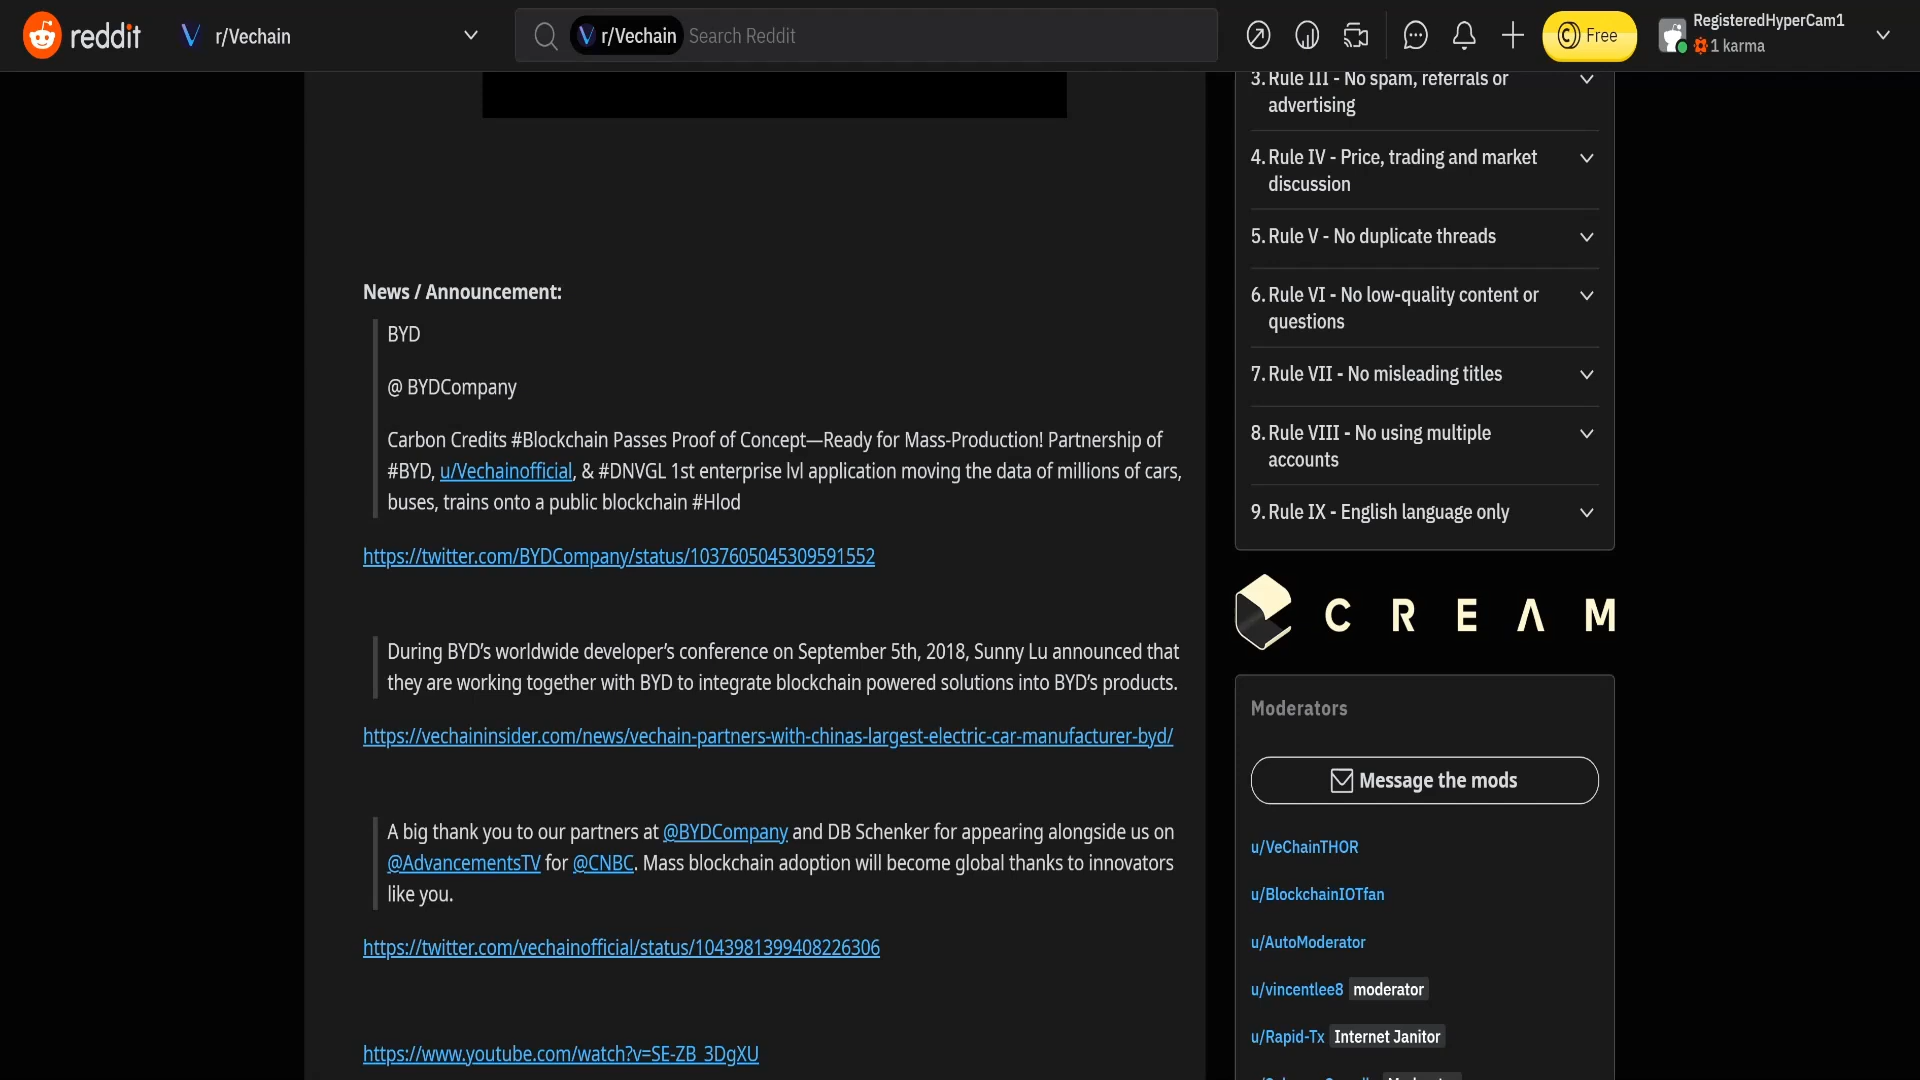 reddit
r/Vechain
r/Vechain Search Reddit
Free
RegisteredHyperCam1
1 karma
News / Announcement:
BYD
@ BYDCompany
Carbon Credits #Blockchain Passes Proof of Concept—Ready for Mass-Production! Partnership of
#BYD, u/Vechainofficial, & #DNVGL 1st enterprise lvl application moving the data of millions of cars,
buses, trains onto a public blockchain #Hlod
https://twitter.com/BYDCompany/status/1037605045309591552
During BYD's worldwide developer's conference on September 5th, 2018, Sunny Lu announced that
they are working together with BYD to integrate blockchain powered solutions into BYD's products.
https://vechaininsider.com/news/vechain-partners-with-chinas-largest-electric-car-manufacturer-byd/
A big thank you to our partners at @BYDCompany and DB Schenker for appearing alongside us on
@AdvancementsTV for @CNBC. Mass blockchain adoption will become global thanks to innovators
like you.
https://twitter.com/vechainofficial/status/1043981399408226306
https://www.youtube.com/watch?v=SE-ZB_3DgXU
3. Rule III - No spam, referrals or
advertising
4. Rule IV - Price, trading and market
discussion
5. Rule V - No duplicate threads
6. Rule VI - No low-quality content or
questions
7. Rule VII - No misleading titles
8. Rule VIII - No using multiple
accounts
9. Rule IX - English language only
CREAM
Moderators
Message the mods
u/VeChainTHOR
u/BlockchainIOTfan
u/AutoModerator
u/vincentlee8 moderator
u/Rapid-Tx Internet Janitor